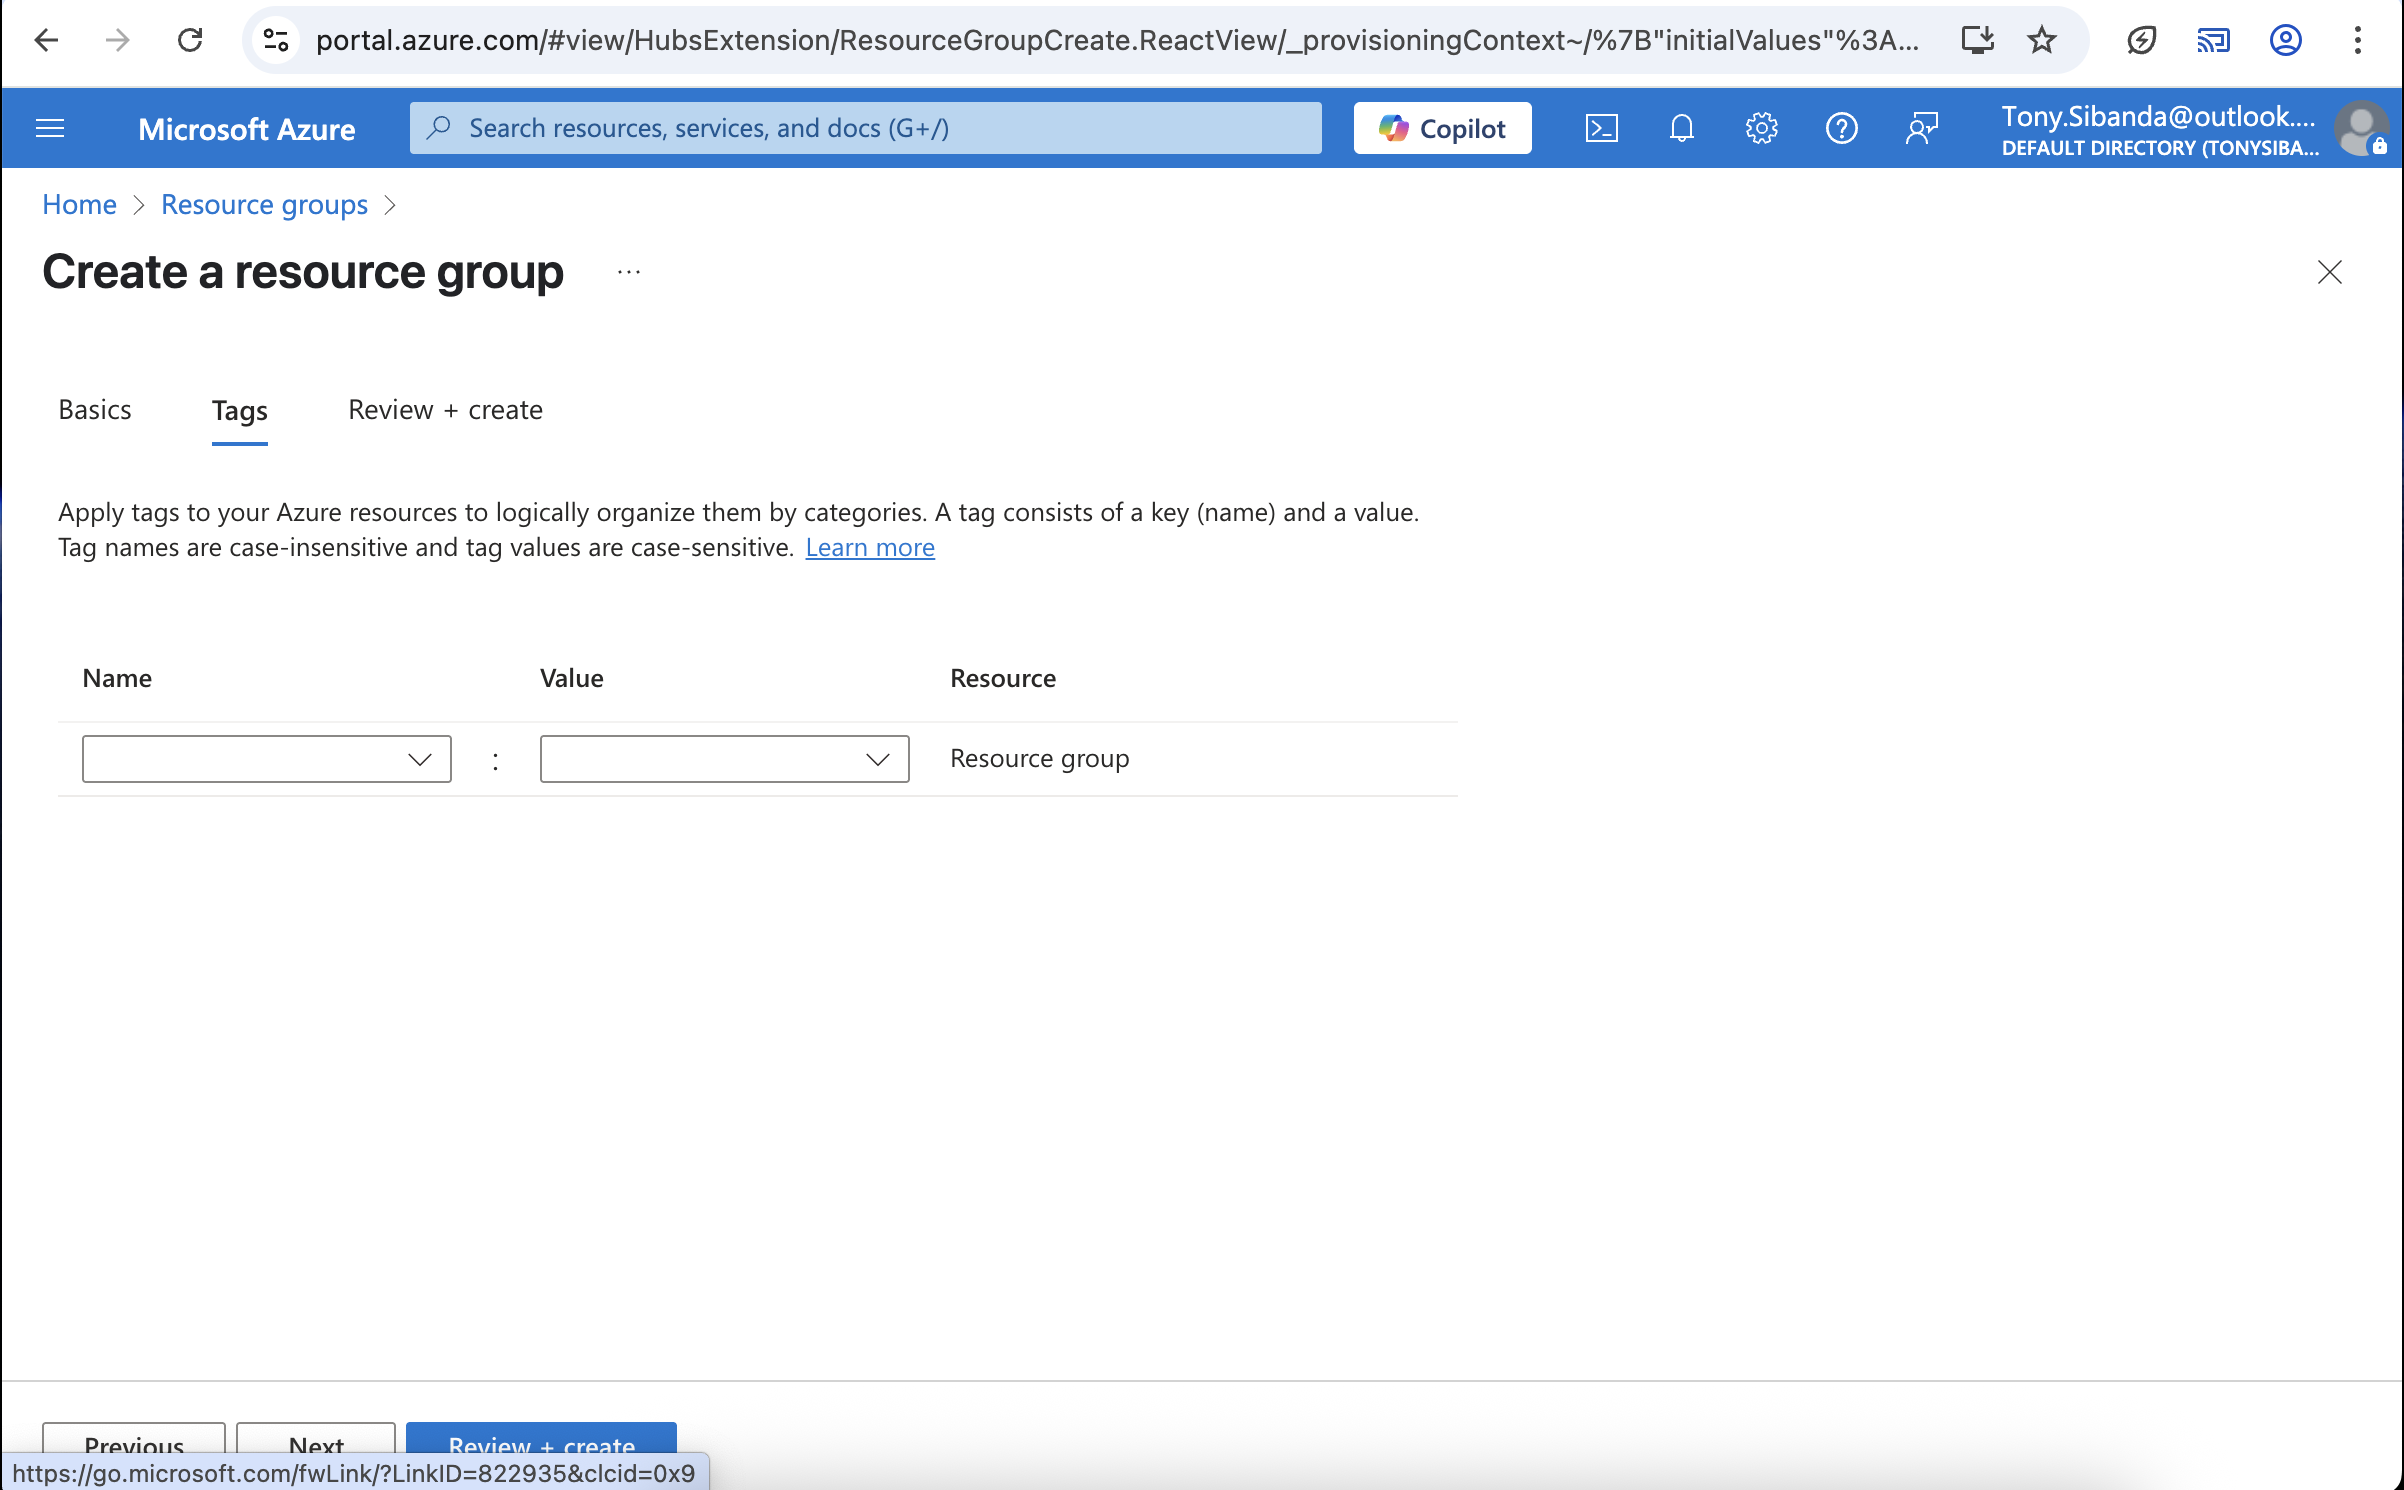 portal.azure.com/#view/HubsExtension/ResourceGroupCreate.ReactView/_provisioningContext~/%7B"initialValues"%3A...
Microsoft Azure
Search resources, services, and docs (G+/)
Copilot
Tony.Sibanda@outlook....
DEFAULT DIRECTORY (TONYSIBA...
Home > Resource groups >
Create a resource group ...
Basics
Tags
Review + create
Apply tags to your Azure resources to logically organize them by categories. A tag consists of a key (name) and a value.
Tag names are case-insensitive and tag values are case-sensitive. Learn more
Name
Value
Resource
:
Resource group
Previous
Next
Review + create
https://go.microsoft.com/fwLink/?LinkID=822935&clcid=0x9